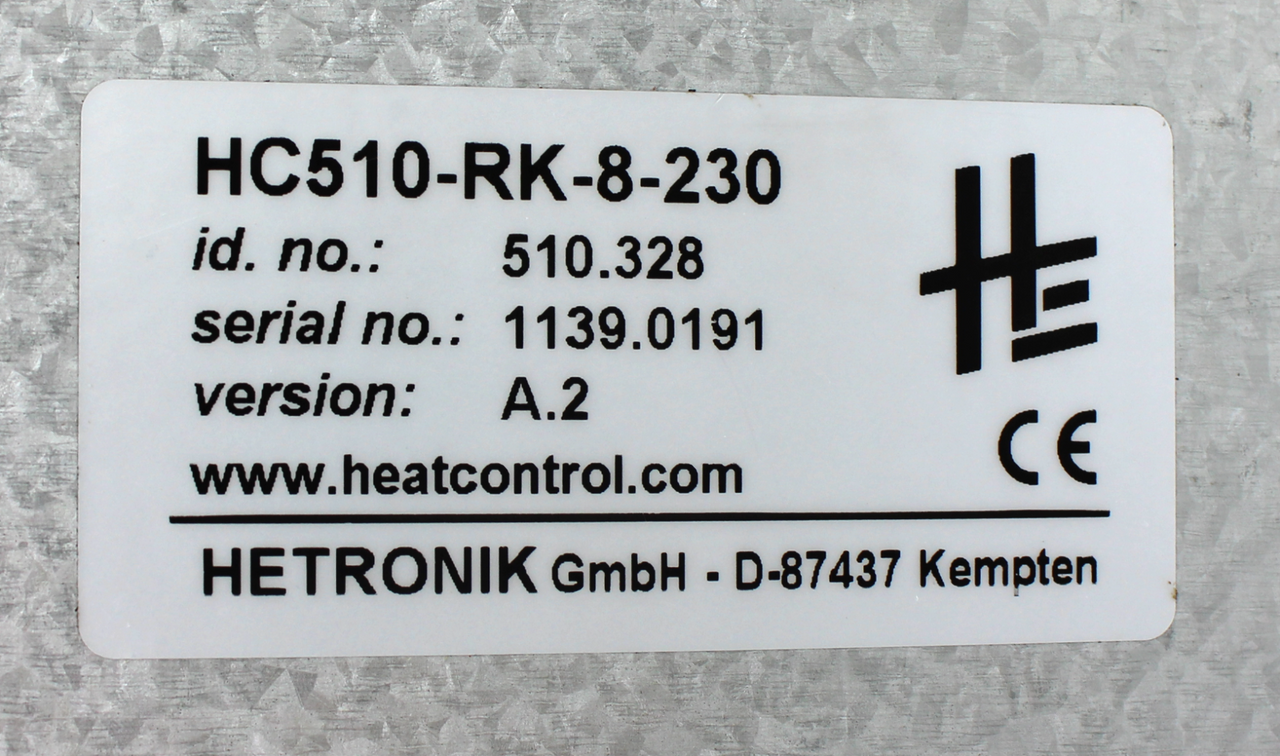 HC510-RK-8-230
id. no.: 510.328
serial no.: 1139.0191
version: A.2
www.heatcontrol.com
HE
CE
HETRONIK GmbH - D-87437 Kempten